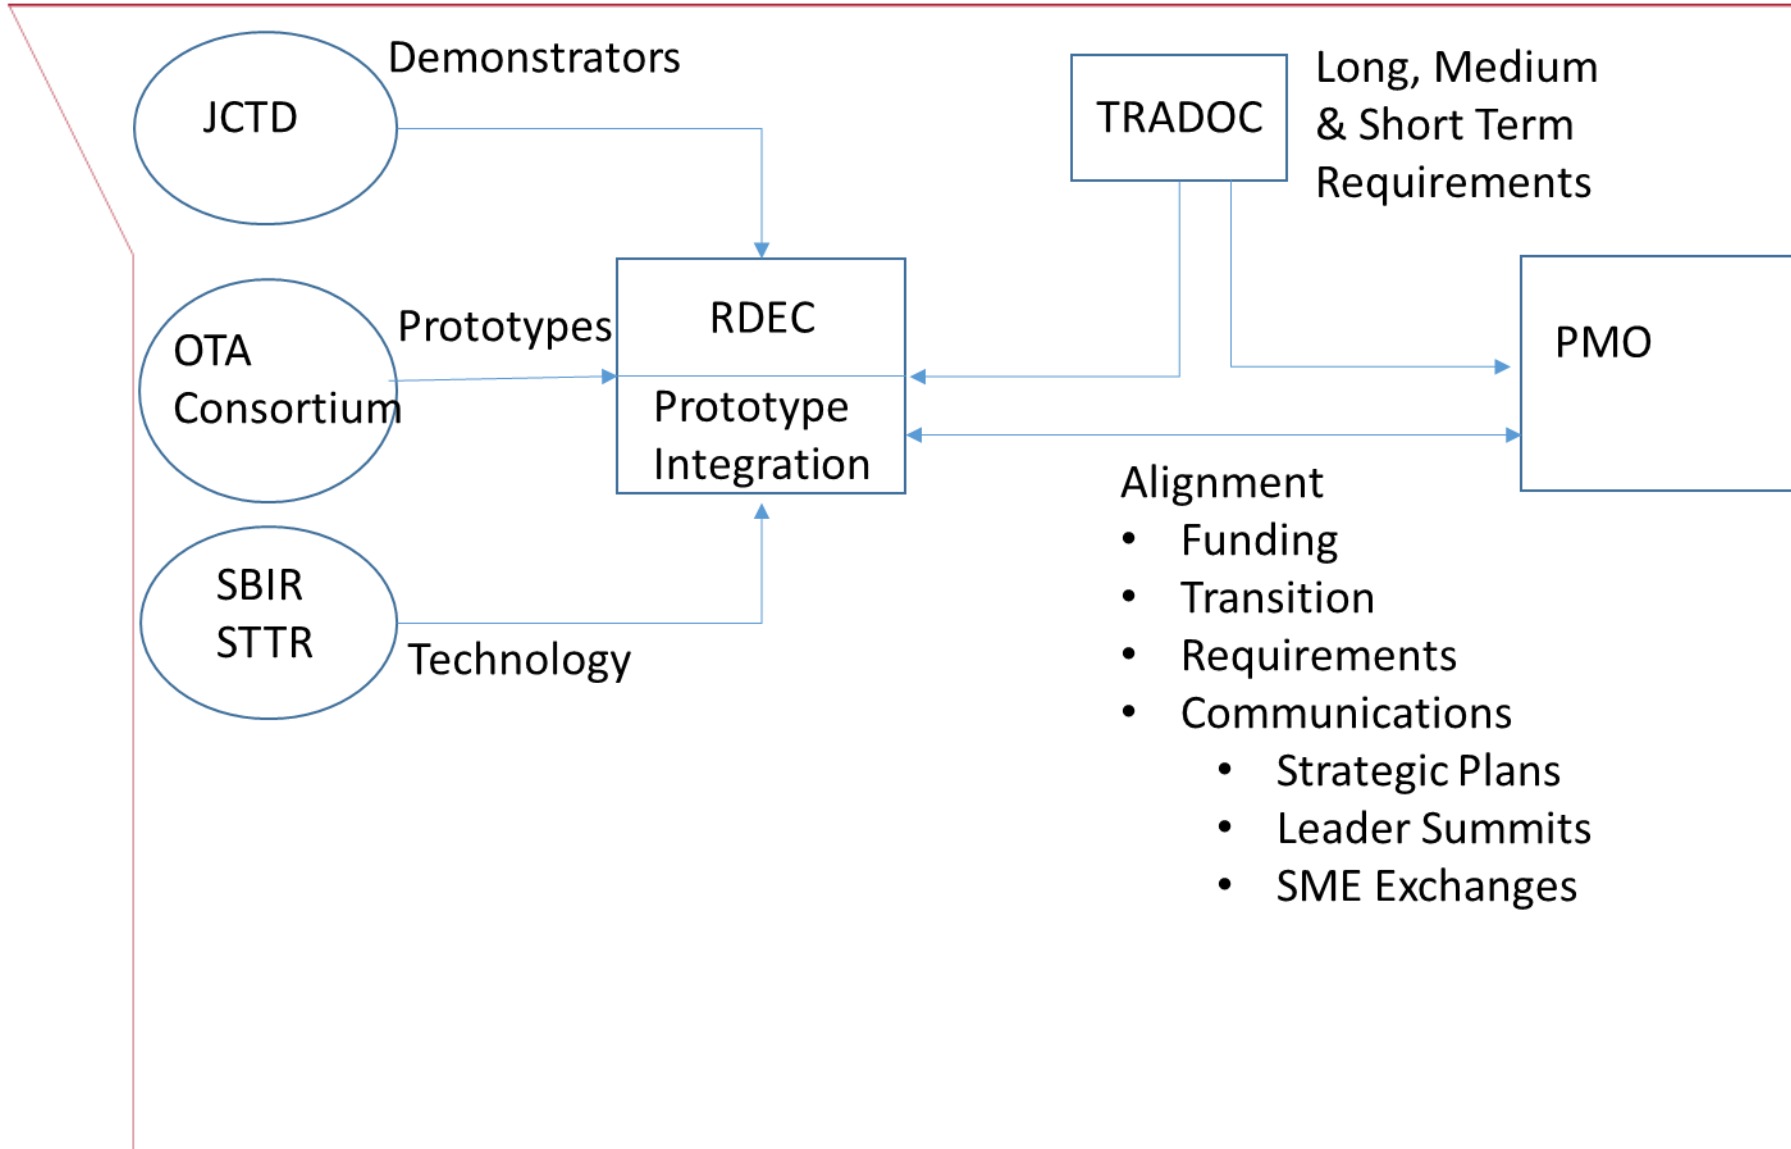 JCTD
Demonstrators
TRADOC
Long, Medium
& Short Term
Requirements
OTA
Consortium
Prototypes
RDEC
Prototype
Integration
PMO
SBIR
STTR
Technology
Alignment
• Funding
• Transition
• Requirements
• Communications
• Strategic Plans
• Leader Summits
• SME Exchanges